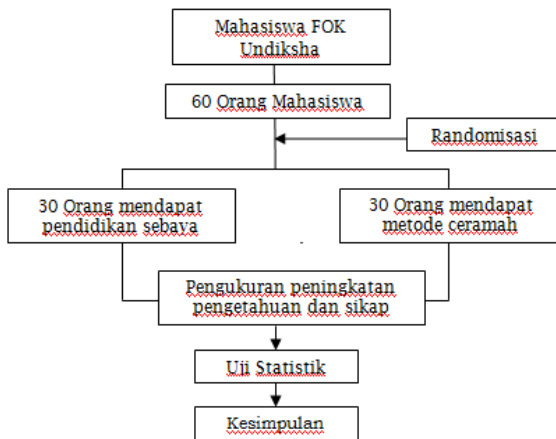 Mahasiswa FOK
Undiksha
60 Orang Mahasiswa
Randomisasi
30 Orang mendapat
pendidikan sebaya
30 Orang mendapat
metode ceramah
Pengukuran peningkatan
pengetahuan dan sikap
Uji Statistik
Kesimpulan